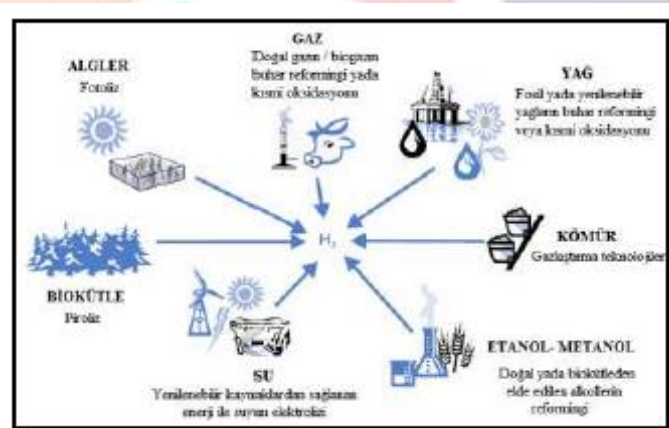 ALGLER
Fotoliz
GAZ
Doğal gazın / biogazın
buhar reformingi yada
kısmi oksidasyonu
YAĞ
Fosil yada yenilenebilir
yağların buhar reformingi
veya kısmi oksidasyonu
H₂
KÖMÜR
Gazlaştırma teknolojileri
BİOKÜTLE
Piroliz
SU
Yenilenebilir kaynaklardan sağlanan
enerji ile suyun elektrolizi
ETANOL- METANOL
Doğal yada biokütleden
elde edilen alkollerin
reformingi